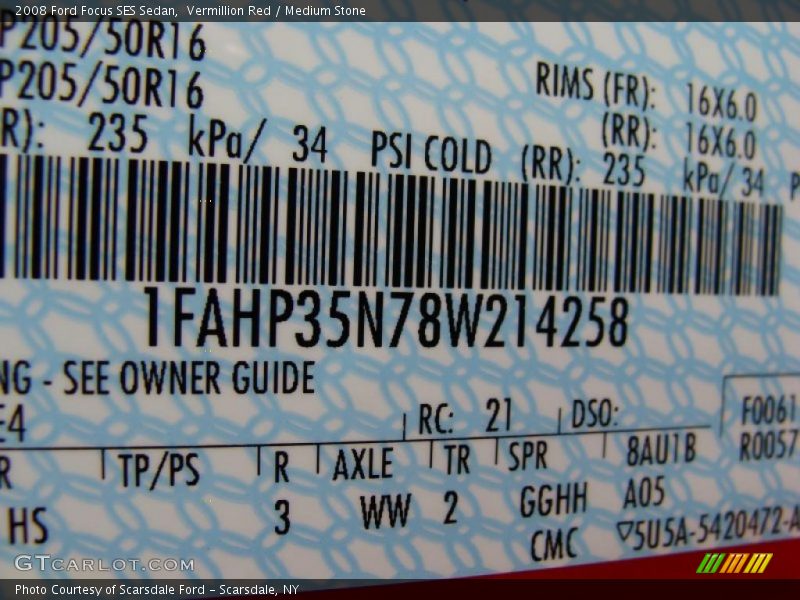 2008 Ford Focus SES Sedan,  Vermillion Red / Medium Stone
P205/50R16
P205/50R16
RIMS (FR): 16X6.0
(RR): 16X6.0
R): 235 kPa/ 34 PSI COLD (RR): 235 kPa/ 34 P
1FAHP35N78W214258
NG - SEE OWNER GUIDE
E4 RC: 21 DSO: F0061
R TP/PS R AXLE TR SPR 8AU1B R0057
HS 3 WW 2 GGHH A05
CMC ▽5U5A-5420472-A
GTCARLOT.COM
Photo Courtesy of Scarsdale Ford - Scarsdale, NY